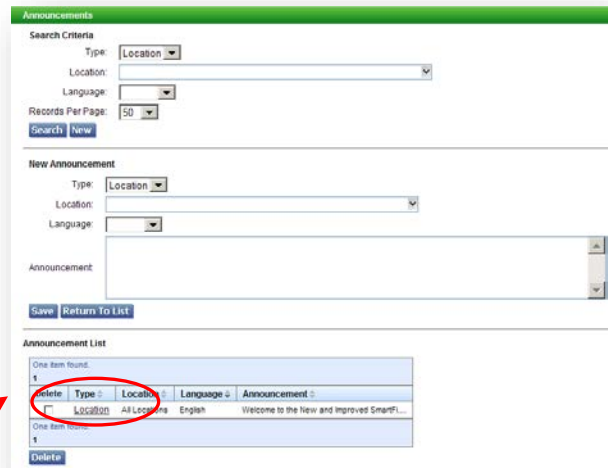 Announcements
Search Criteria
Type: Location
Location:
Language:
Records Per Page: 50
Search New
New Announcement
Type: Location
Location:
Language:
Announcement:
Save Return To List
Announcement List
One item found.
1
Delete Type Location Language Announcement
Location All Locations English Welcome to the New and Improved SmartFi...
One item found.
1
Delete